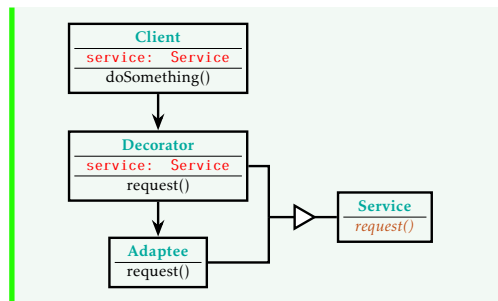 Client
service: Service
doSomething()
Decorator
service: Service
request()
Service
request()
Adaptee
request()